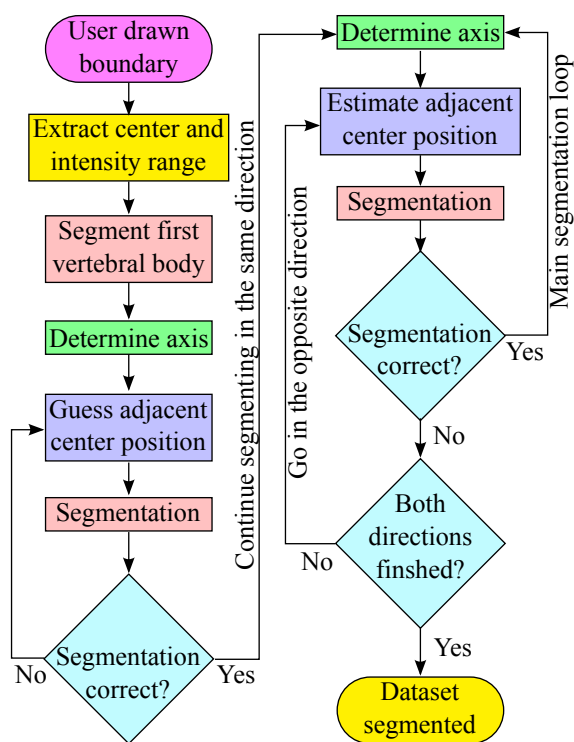 User drawn
boundary
Extract center and
intensity range
Segment first
vertebral body
Determine axis
Guess adjacent
center position
Segmentation
Segmentation
correct?
No
Yes
Continue segmenting in the same direction
Determine axis
Estimate adjacent
center position
Segmentation
Segmentation
correct?
Yes
Main segmentation loop
No
Both
directions
finshed?
No
Go in the opposite direction
Yes
Dataset
segmented